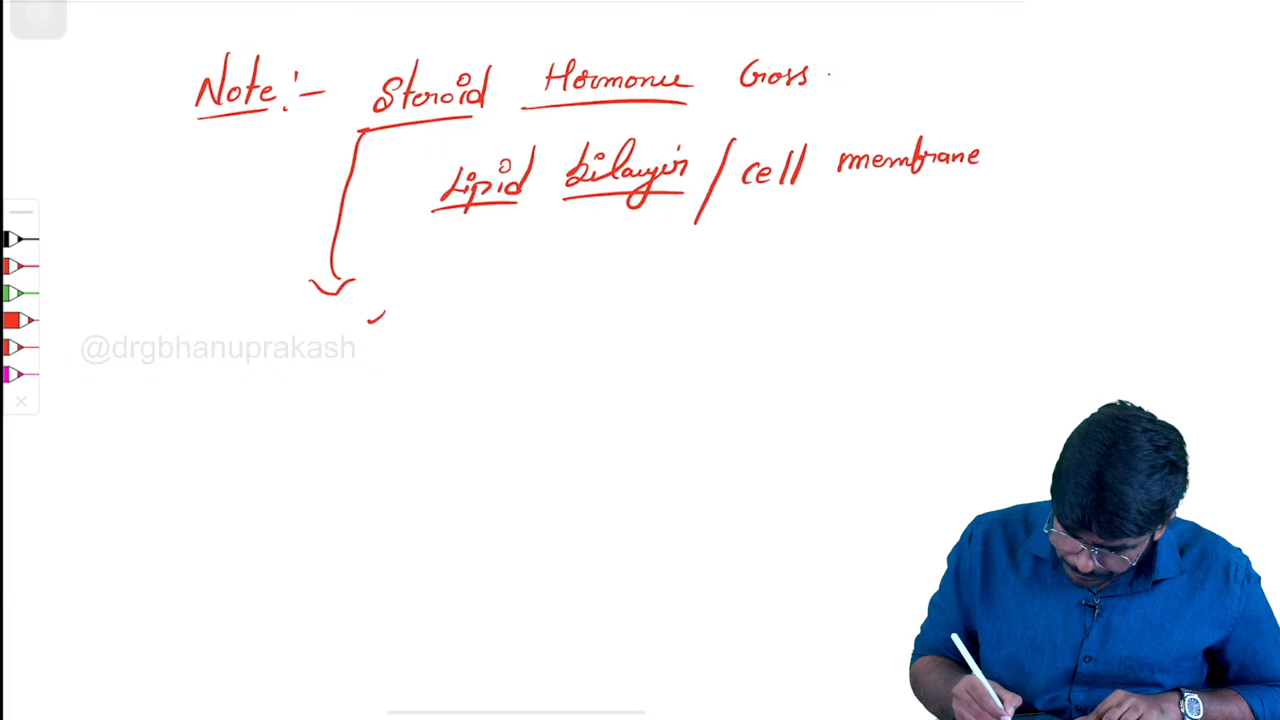 Note:- Steroid Hormone Cross
Lipid bilayer / cell membrane
@drgbhanuprakash